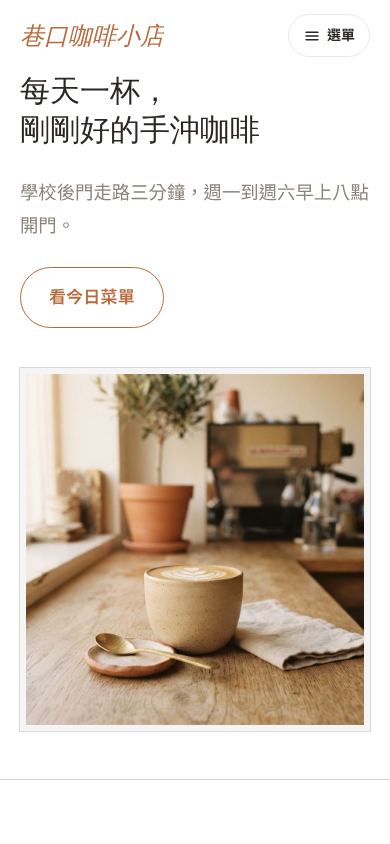 巷口咖啡小店
選單
每天一杯，
剛剛好的手沖咖啡
學校後門走路三分鐘，週一到週六早上八點
開門。
看今日菜單